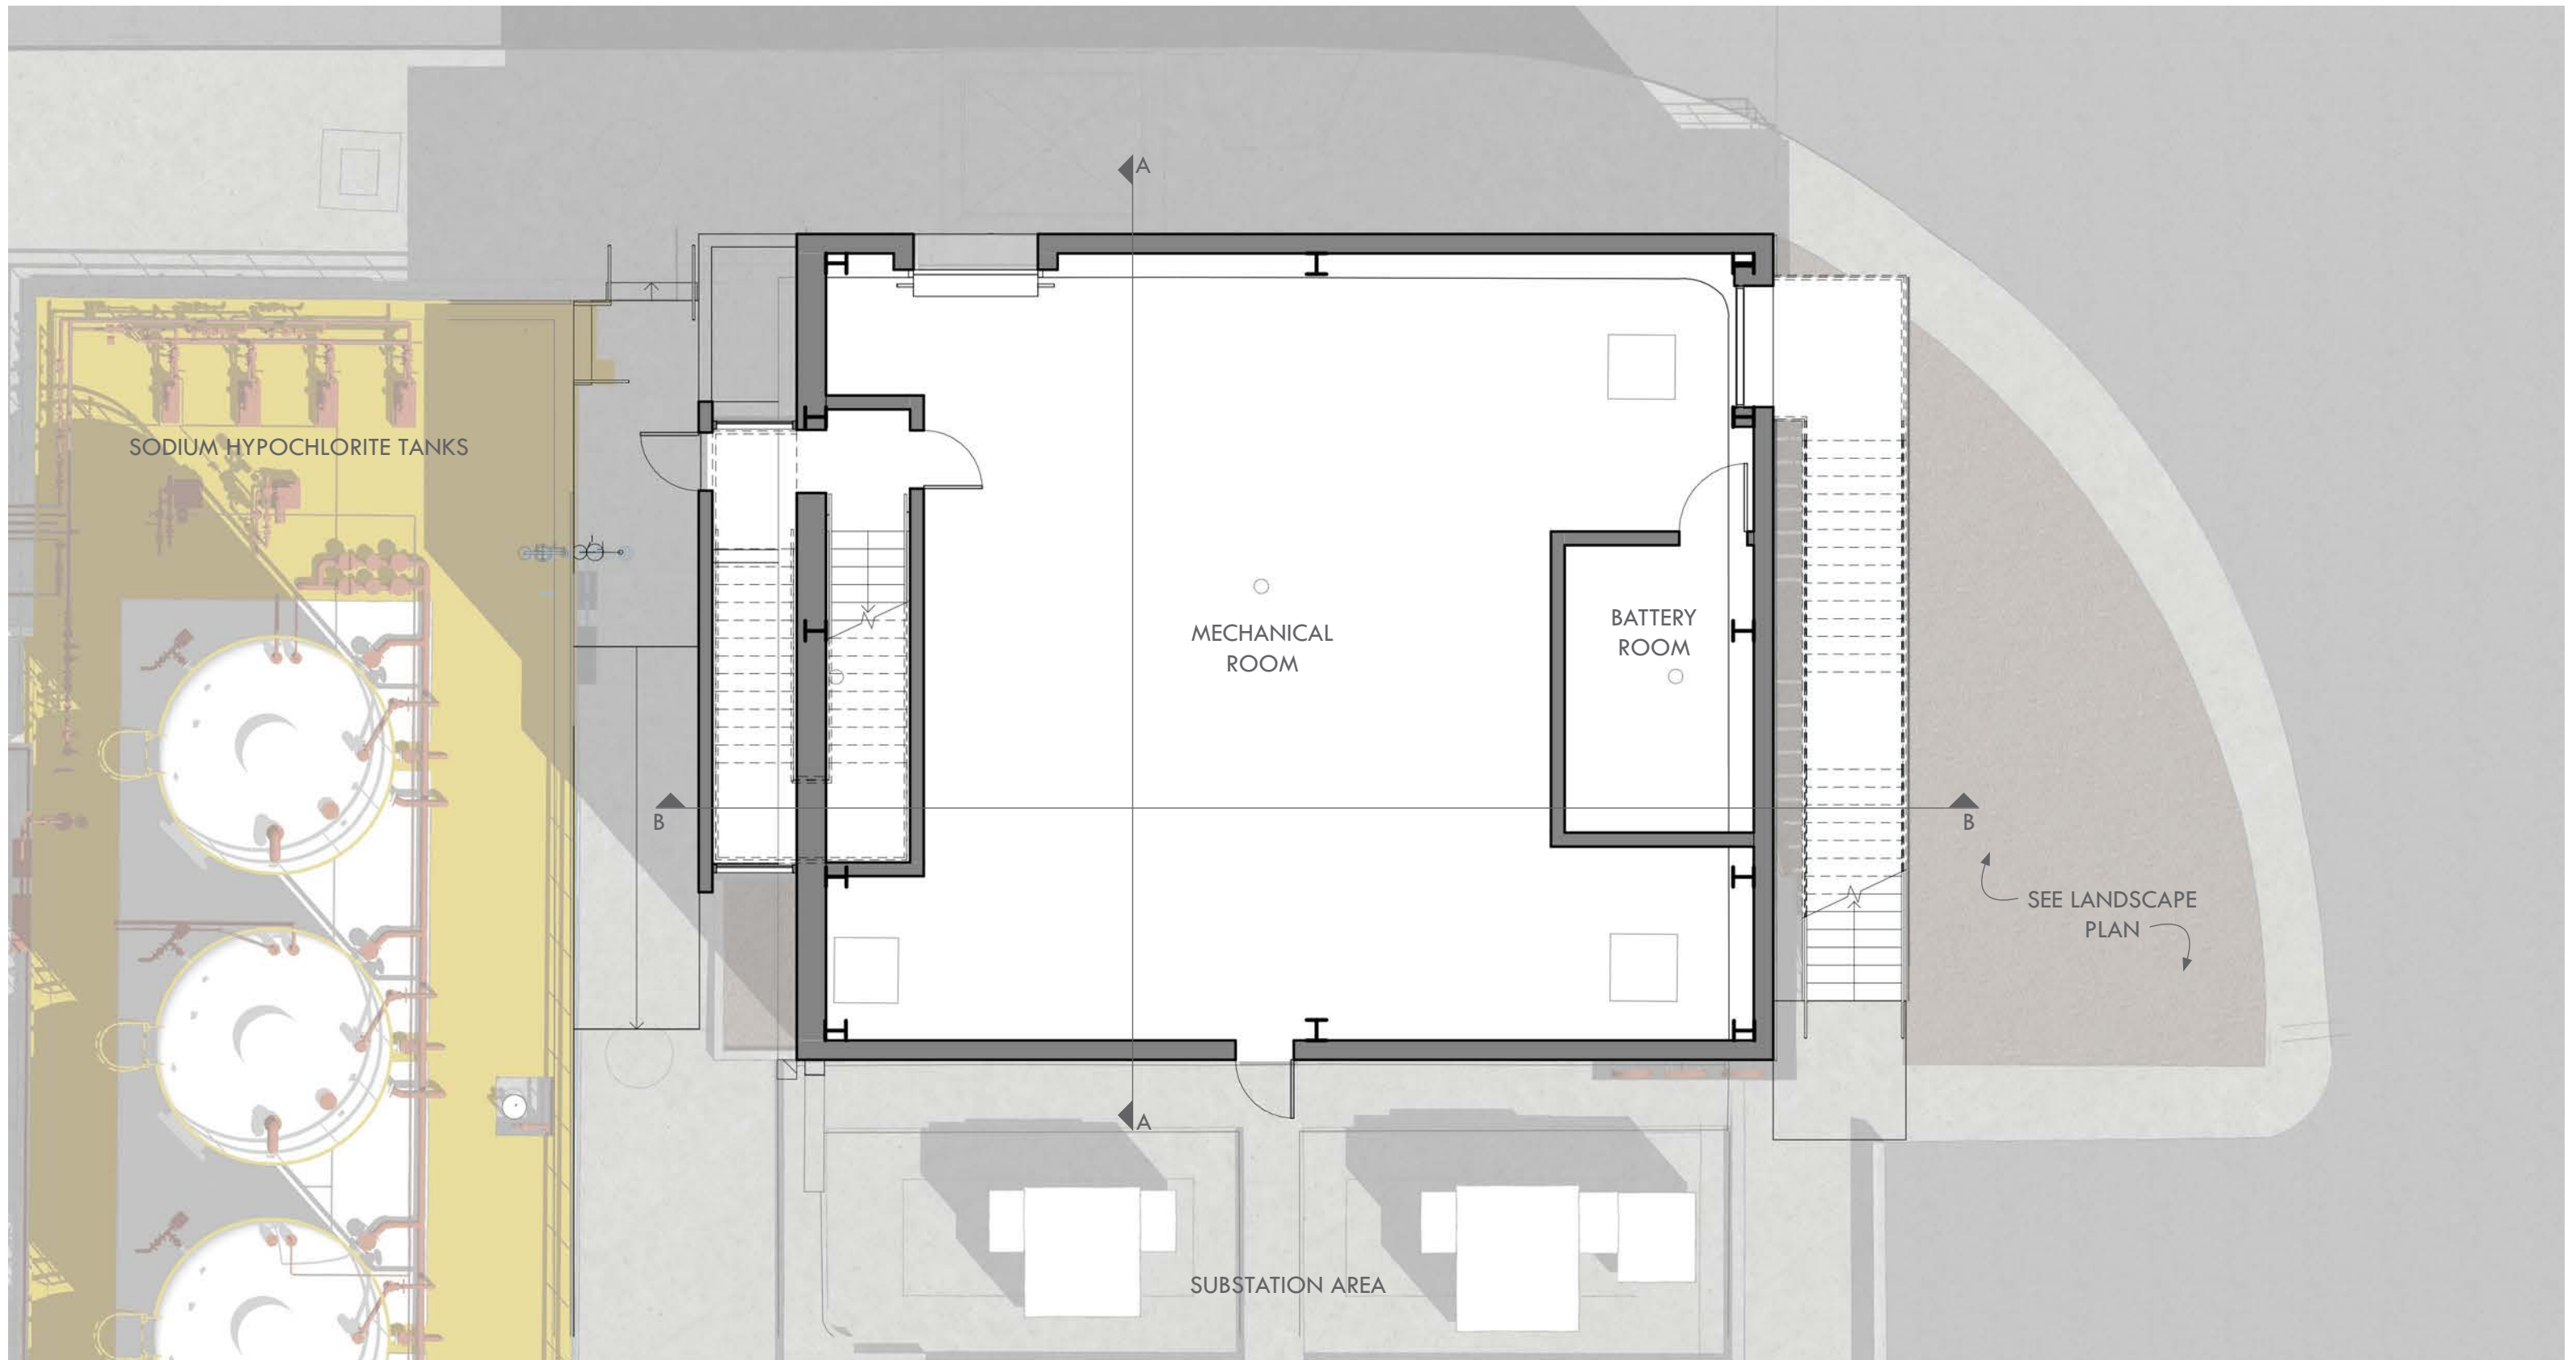 A
SODIUM HYPOCHLORITE TANKS
MECHANICAL
ROOM
BATTERY
ROOM
B
B
SEE LANDSCAPE
PLAN
A
SUBSTATION AREA